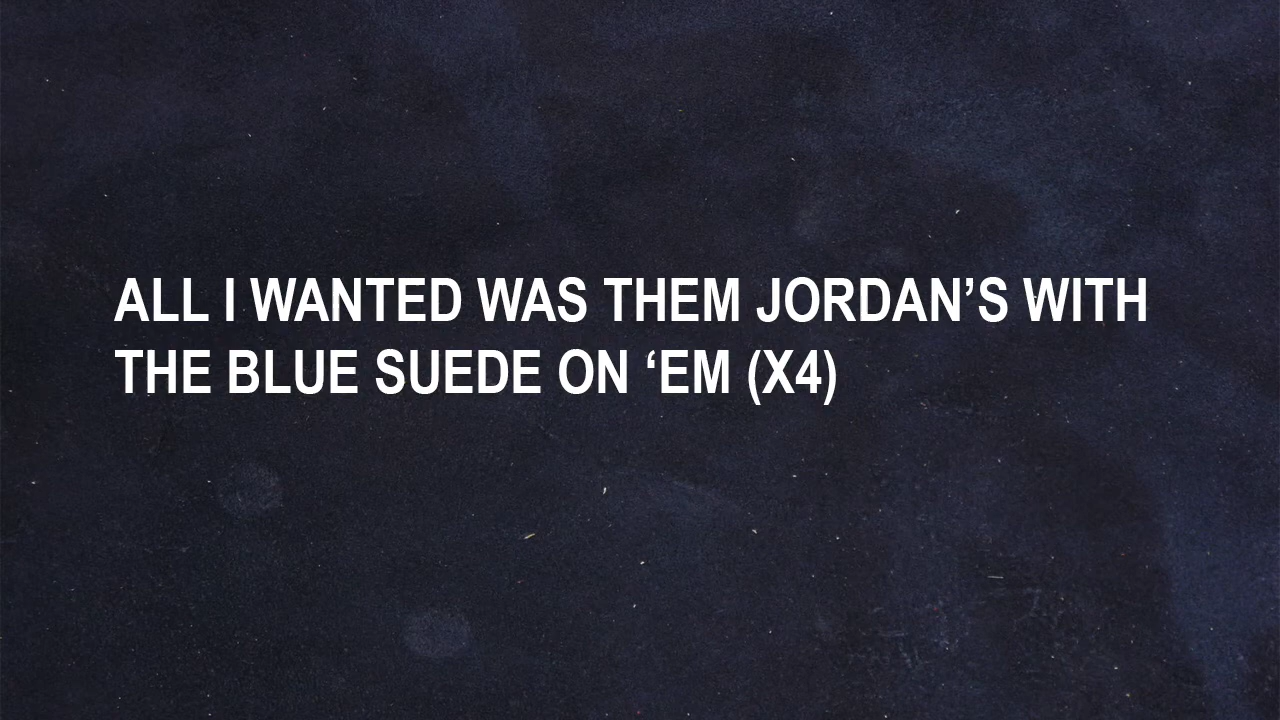 ALL I WANTED WAS THEM JORDAN’S WITH
THE BLUE SUEDE ON ‘EM (X4)